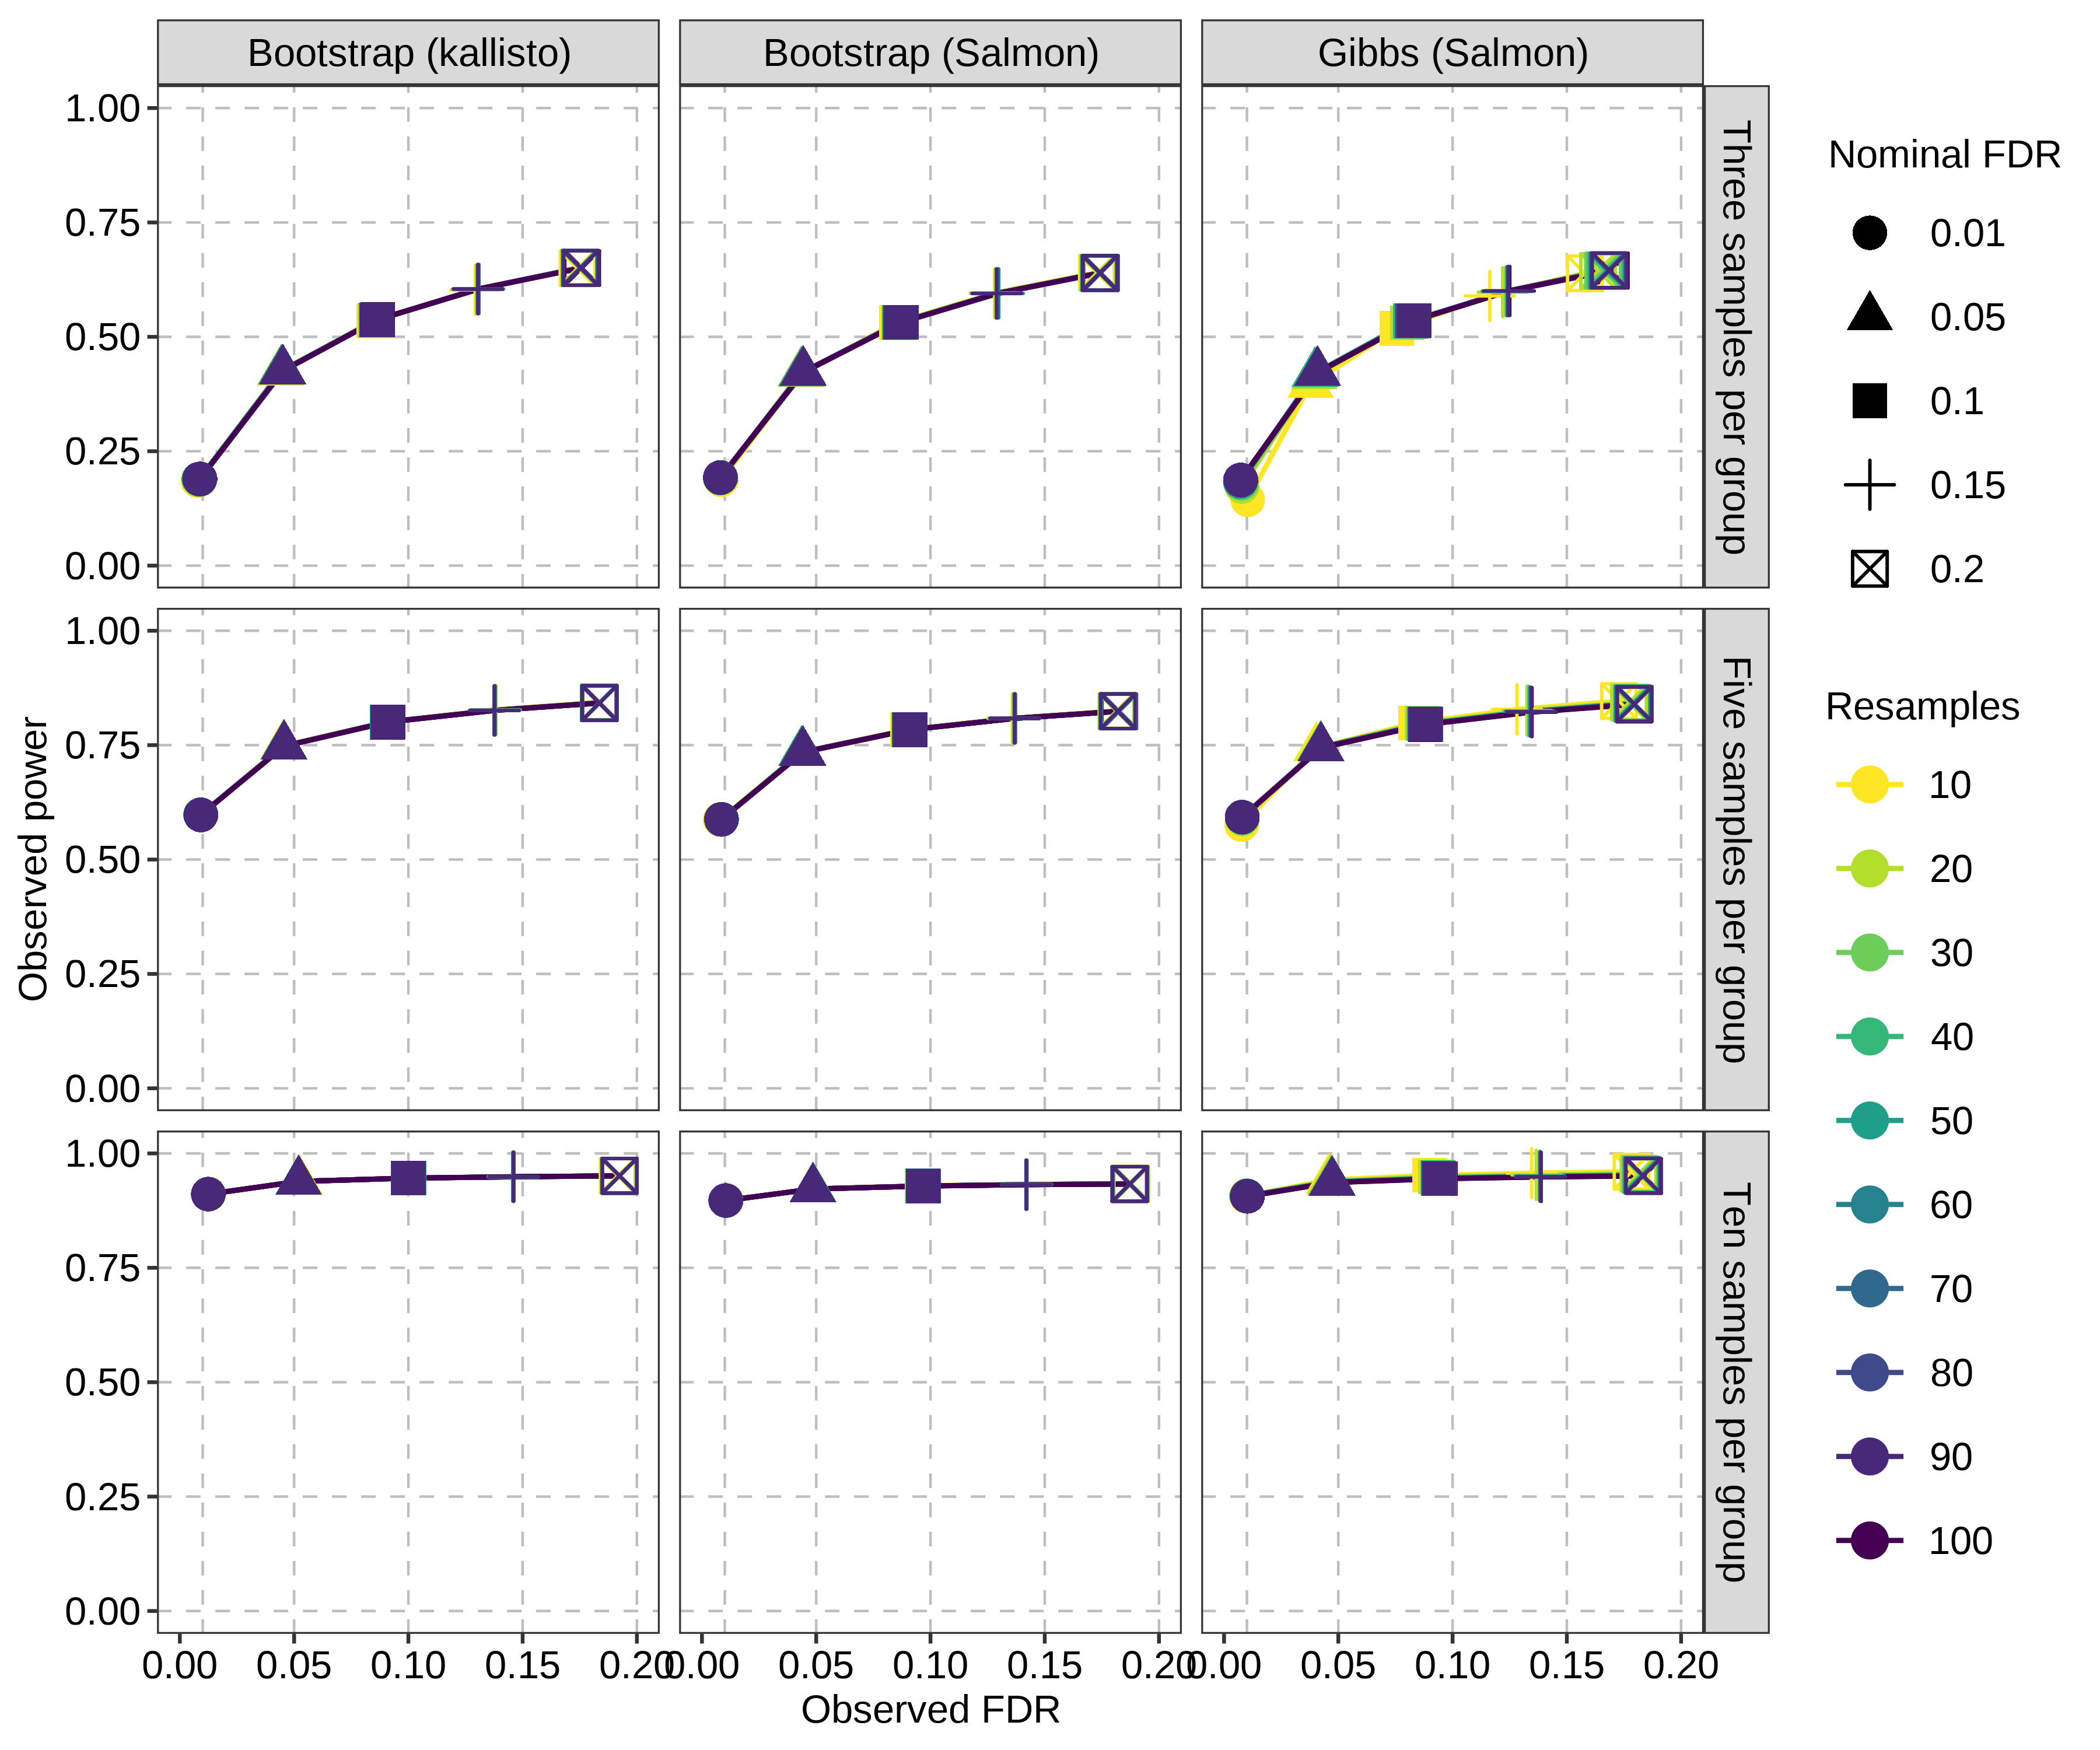 Bootstrap (kallisto)
Bootstrap (Salmon)
Gibbs (Salmon)
1.00
0.75
0.50
0.25
0.00
Three samples per group
1.00
0.75
0.50
0.25
0.00
Five samples per group
1.00
0.75
0.50
0.25
0.00
Ten samples per group
Observed power
0.00 0.05 0.10 0.15 0.20
0.00 0.05 0.10 0.15 0.20
0.00 0.05 0.10 0.15 0.20
Observed FDR
Nominal FDR
0.01
0.05
0.1
0.15
0.2
Resamples
10
20
30
40
50
60
70
80
90
100